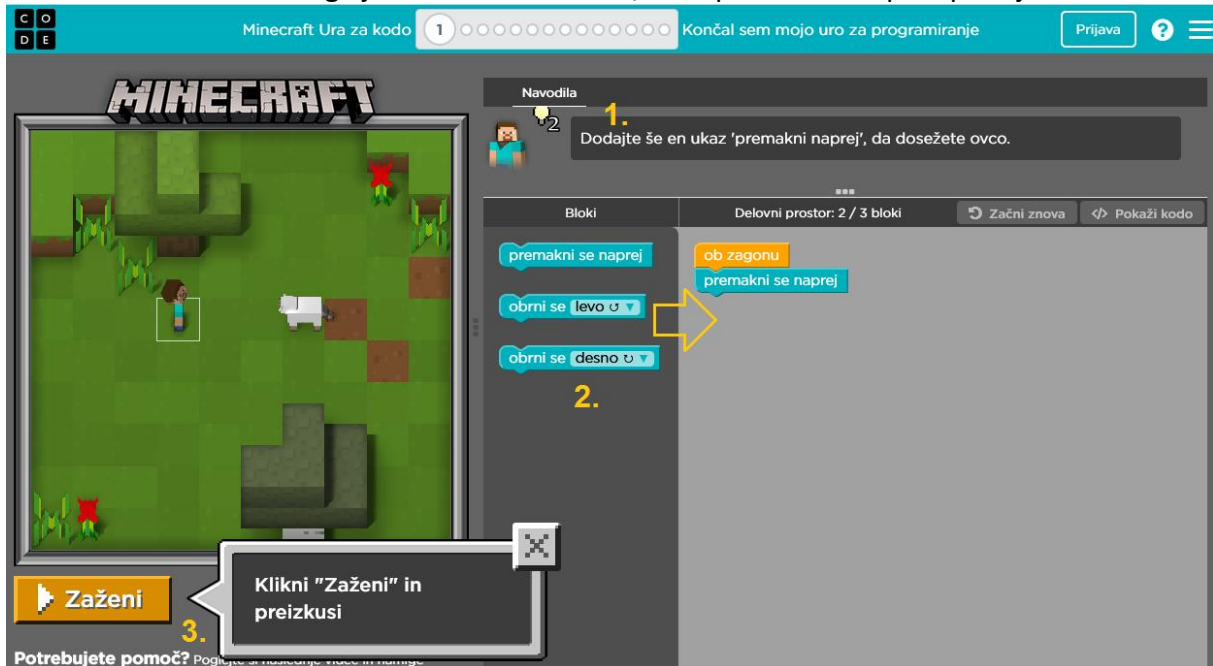 C O
D E
Minecraft Ura za kodo 1 Končal sem mojo uro za programiranje Prijava ?
MINECRAFT
Navodila
1.
2
Dodajte še en ukaz 'premakni naprej', da dosežete ovco.
Bloki
Delovni prostor: 2 / 3 bloki
Začni znova
</> Pokaži kodo
premakni se naprej
obrni se levo ↺ ▼
obrni se desno ↻ ▼
2.
ob zagonu
premakni se naprej
Klikni "Zaženi" in
preizkusi
Zaženi
3.
Potrebujete pomoč?